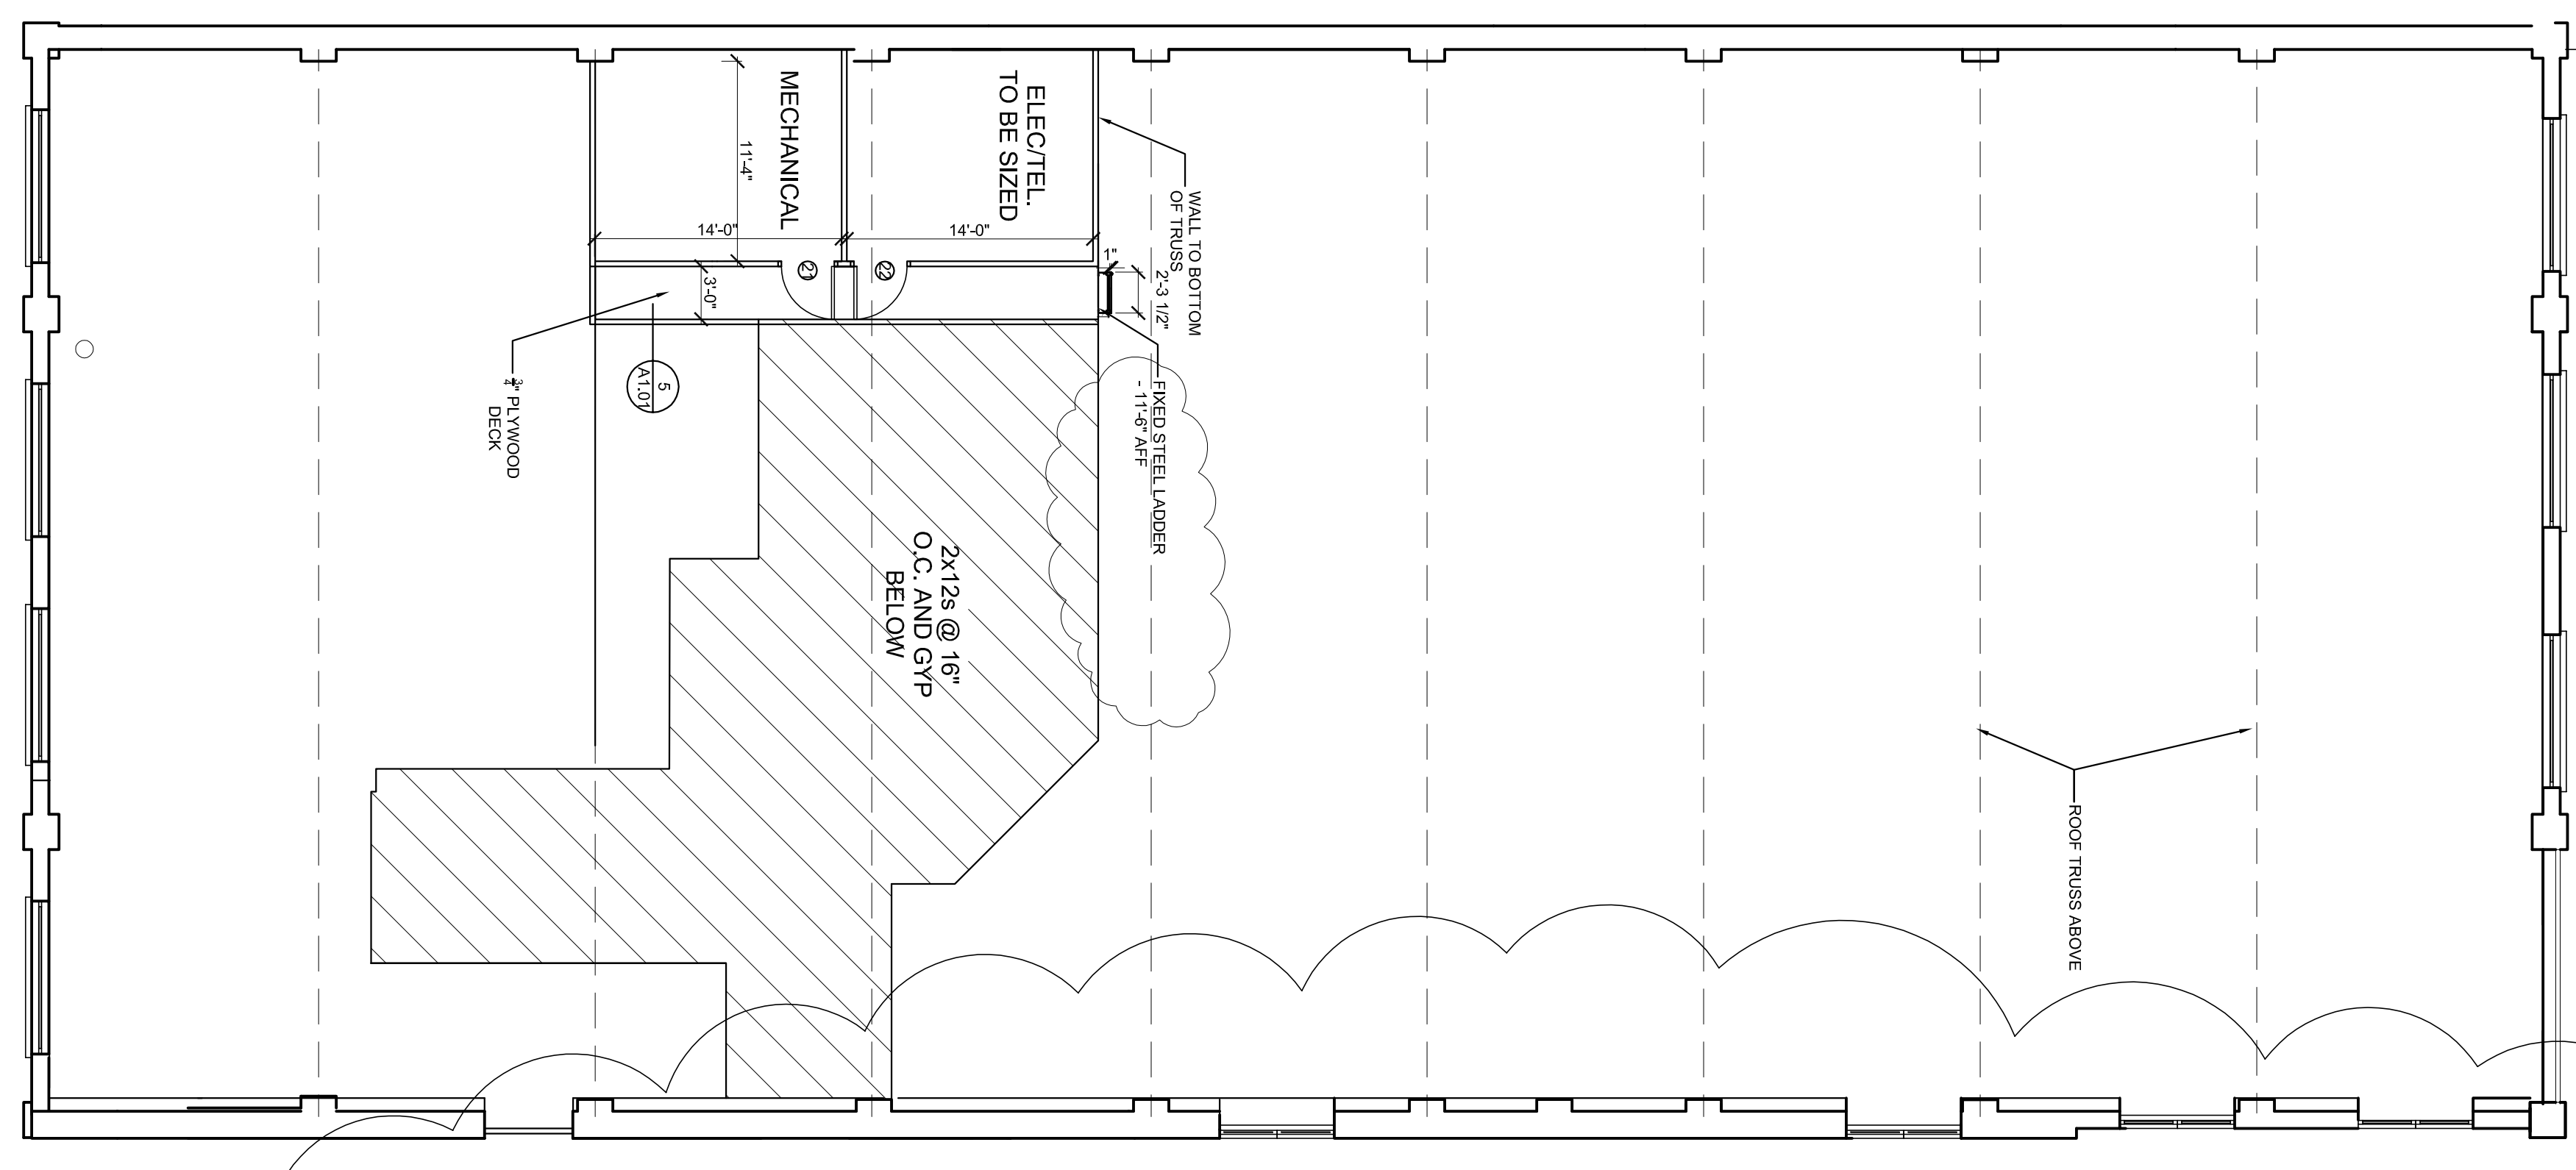 MECHANICAL
11'-4"
14'-0"
ELEC/TEL.
TO BE SIZED
14'-0"
WALL TO BOTTOM
OF TRUSS
1"
2'-3 1/2"
21
22
3'-0"
5
A1.01
3/4" PLYWOOD
DECK
FIXED STEEL LADDER
- 11'-6" AFF
2x12s @ 16"
O.C. AND GYP
BELOW
ROOF TRUSS ABOVE